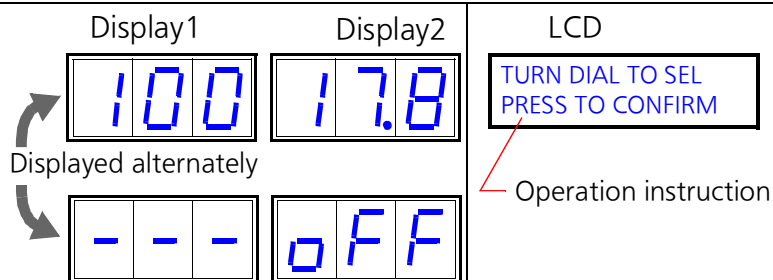 Display1 Display2 LCD
100 17.8 TURN DIAL TO SEL
PRESS TO CONFIRM
Displayed alternately
Operation instruction
--- oFF